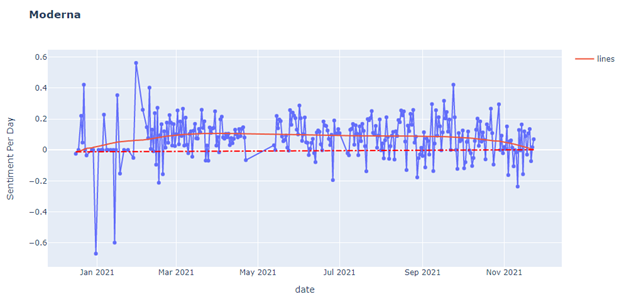 Moderna
lines
0.6
0.4
0.2
0
−0.2
−0.4
−0.6
Sentiment Per Day
Jan 2021
Mar 2021
May 2021
Jul 2021
Sep 2021
Nov 2021
date